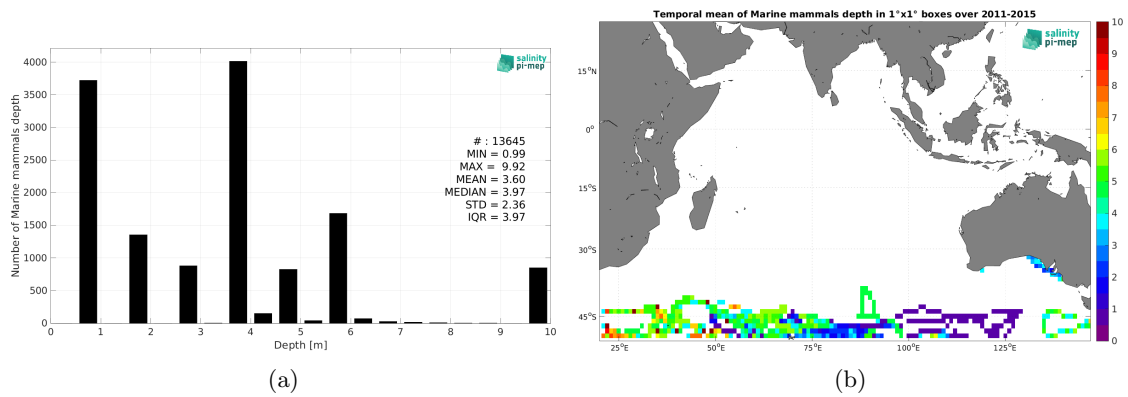 salinity
pi-mep
4000
3500
3000
2500
2000
1500
1000
500
0
Number of Marine mammals depth
# : 13645
MIN = 0.99
MAX = 9.92
MEAN = 3.60
MEDIAN = 3.97
STD = 2.36
IQR = 3.97
0 1 2 3 4 5 6 7 8 9 10
Depth [m]
(a)
Temporal mean of Marine mammals depth in 1°x1° boxes over 2011-2015
salinity
pi-mep
15°N
0°
15°S
30°S
45°S
25°E 50°E 75°E 100°E 125°E
10
9
8
7
6
5
4
3
2
1
0
(b)